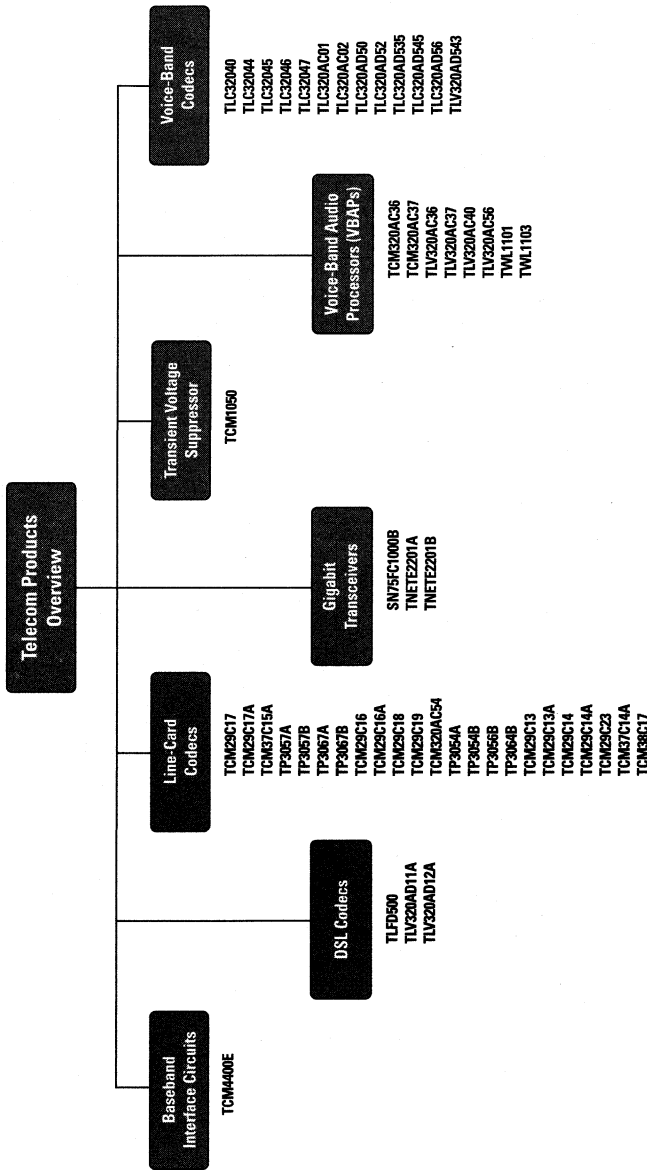 Telecom Products
Overview
Baseband
Interface Circuits
TCM4400E
DSL Codecs
TLFD500
TLV320AD11A
TLV320AD12A
Line-Card
Codecs
TCM29C17
TCM29C17A
TCM37C15A
TP3057A
TP3057B
TP3067A
TP3067B
TCM29C16
TCM29C16A
TCM29C18
TCM29C19
TCM320AC54
TP3054A
TP3054B
TP3056B
TP3064B
TCM29C13
TCM29C13A
TCM29C14
TCM29C14A
TCM29C23
TCM37C14A
TCM38C17
Gigabit
Transceivers
SN75FC1000B
TNETE2201A
TNETE2201B
Transient Voltage
Suppressor
TCM1050
Voice-Band Audio
Processors (VBAPs)
TCM320AC36
TCM320AC37
TLV320AC36
TLV320AC37
TLV320AC40
TLV320AC56
TWL1101
TWL1103
Voice-Band
Codecs
TLC32040
TLC32044
TLC32045
TLC32046
TLC32047
TLC320AC01
TLC320AC02
TLC320AD50
TLC320AD52
TLC320AD535
TLC320AD545
TLC320AD56
TLV320AD543